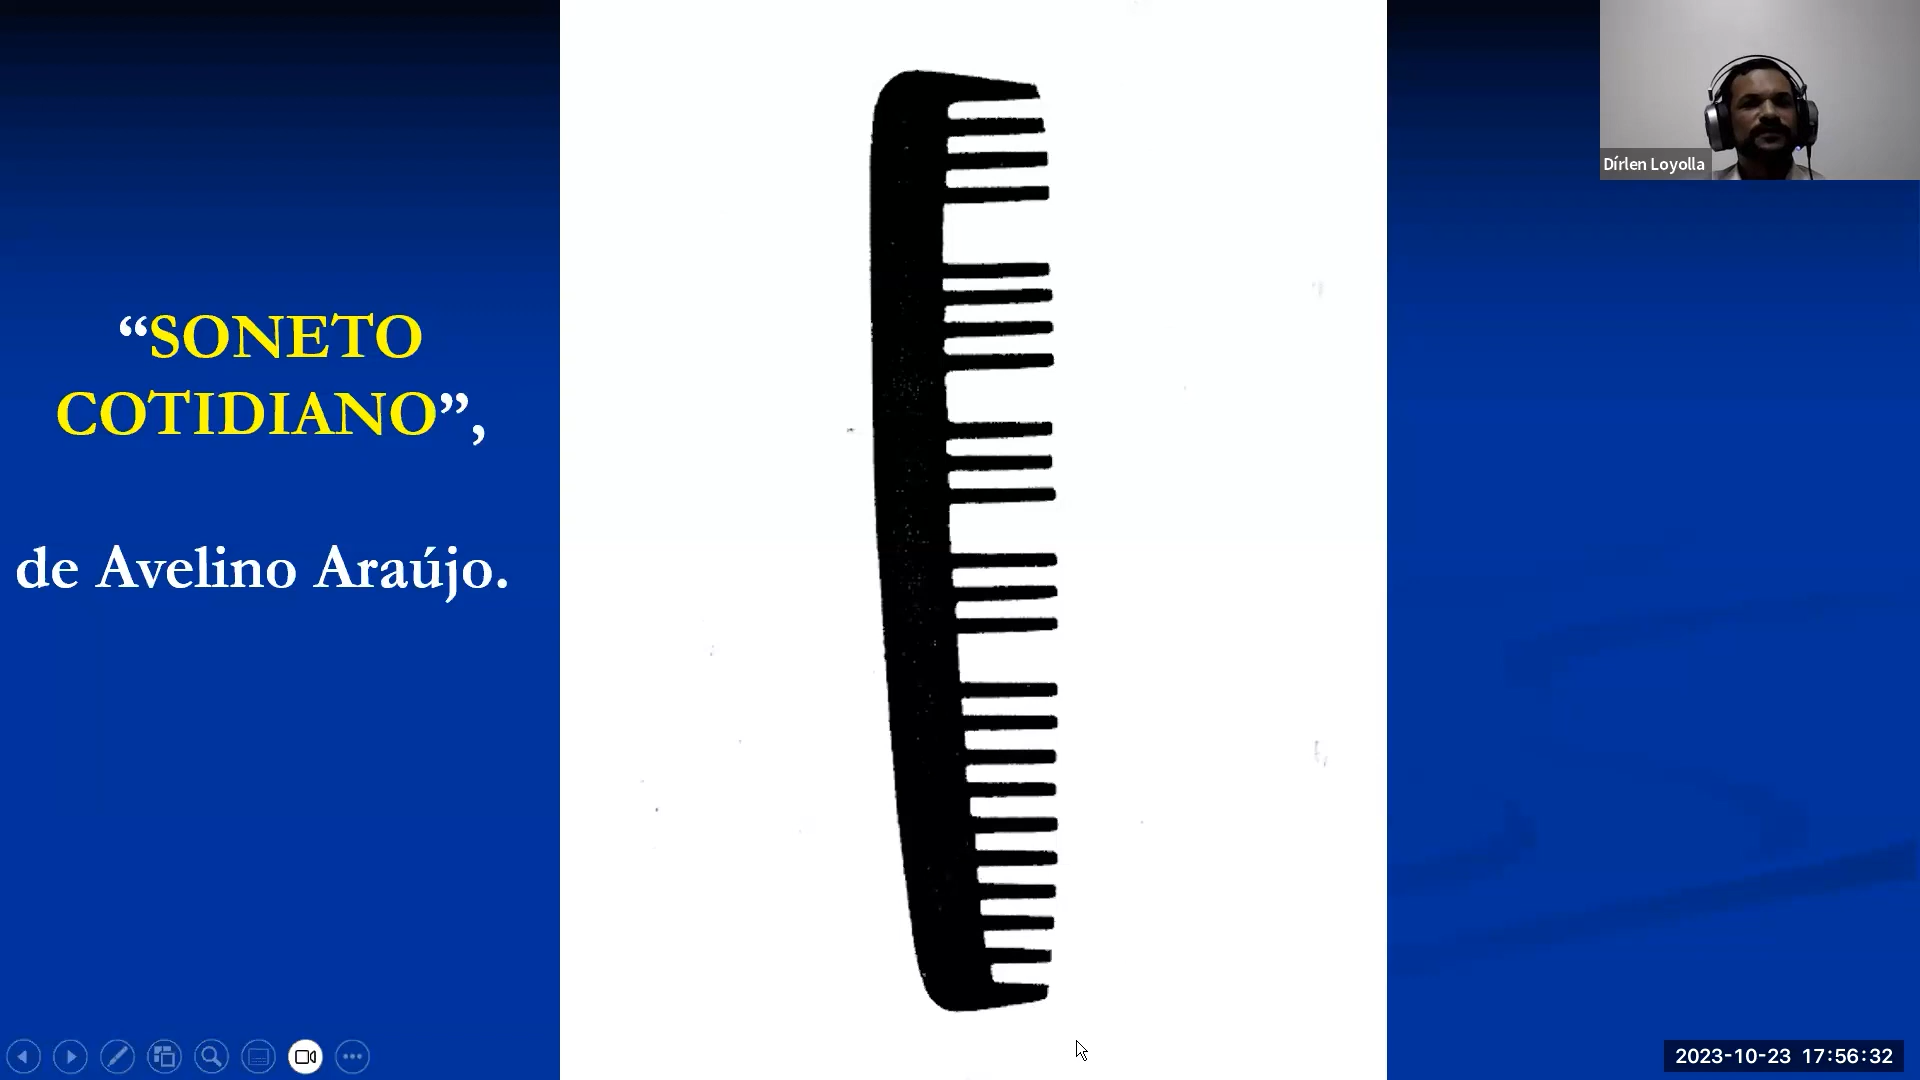 “SONETO
COTIDIANO”,
de Avelino Araújo.
Dírlen Loyolla
2023-10-23 17:56:32